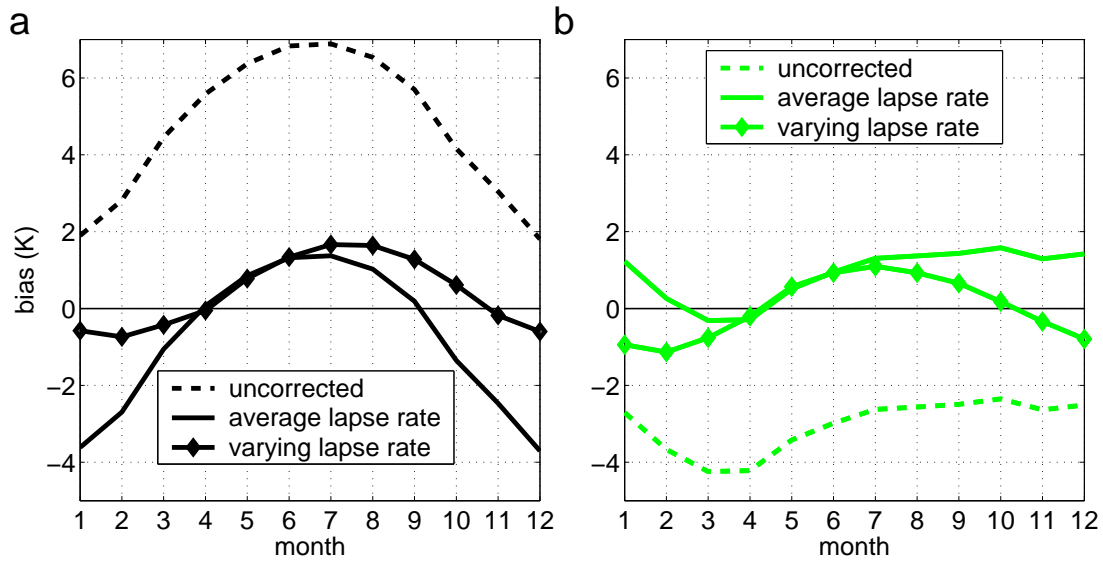 a
bias (K)
6
4
2
0
−2
−4
uncorrected
average lapse rate
varying lapse rate
1 2 3 4 5 6 7 8 9 10 11 12
month
b
6
4
2
0
−2
−4
uncorrected
average lapse rate
varying lapse rate
1 2 3 4 5 6 7 8 9 10 11 12
month